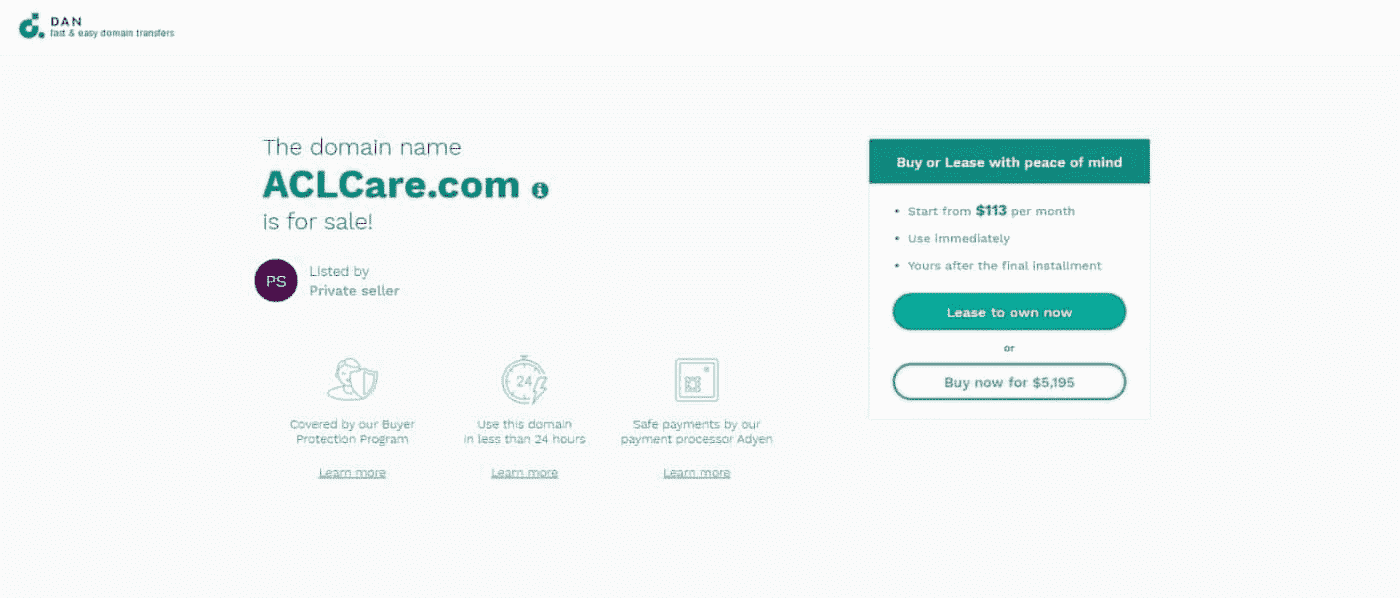 DAN
fast & easy domain transfers
The domain name
ACLCare.com i
is for sale!
PS
Listed by
Private seller
Covered by our Buyer
Protection Program
Learn more
24
Use this domain
in less than 24 hours
Learn more
Safe payments by our
payment processor Adyen
Learn more
Buy or Lease with peace of mind
• Start from $113 per month
• Use immediately
• Yours after the final installment
Lease to own now
or
Buy now for $5,195